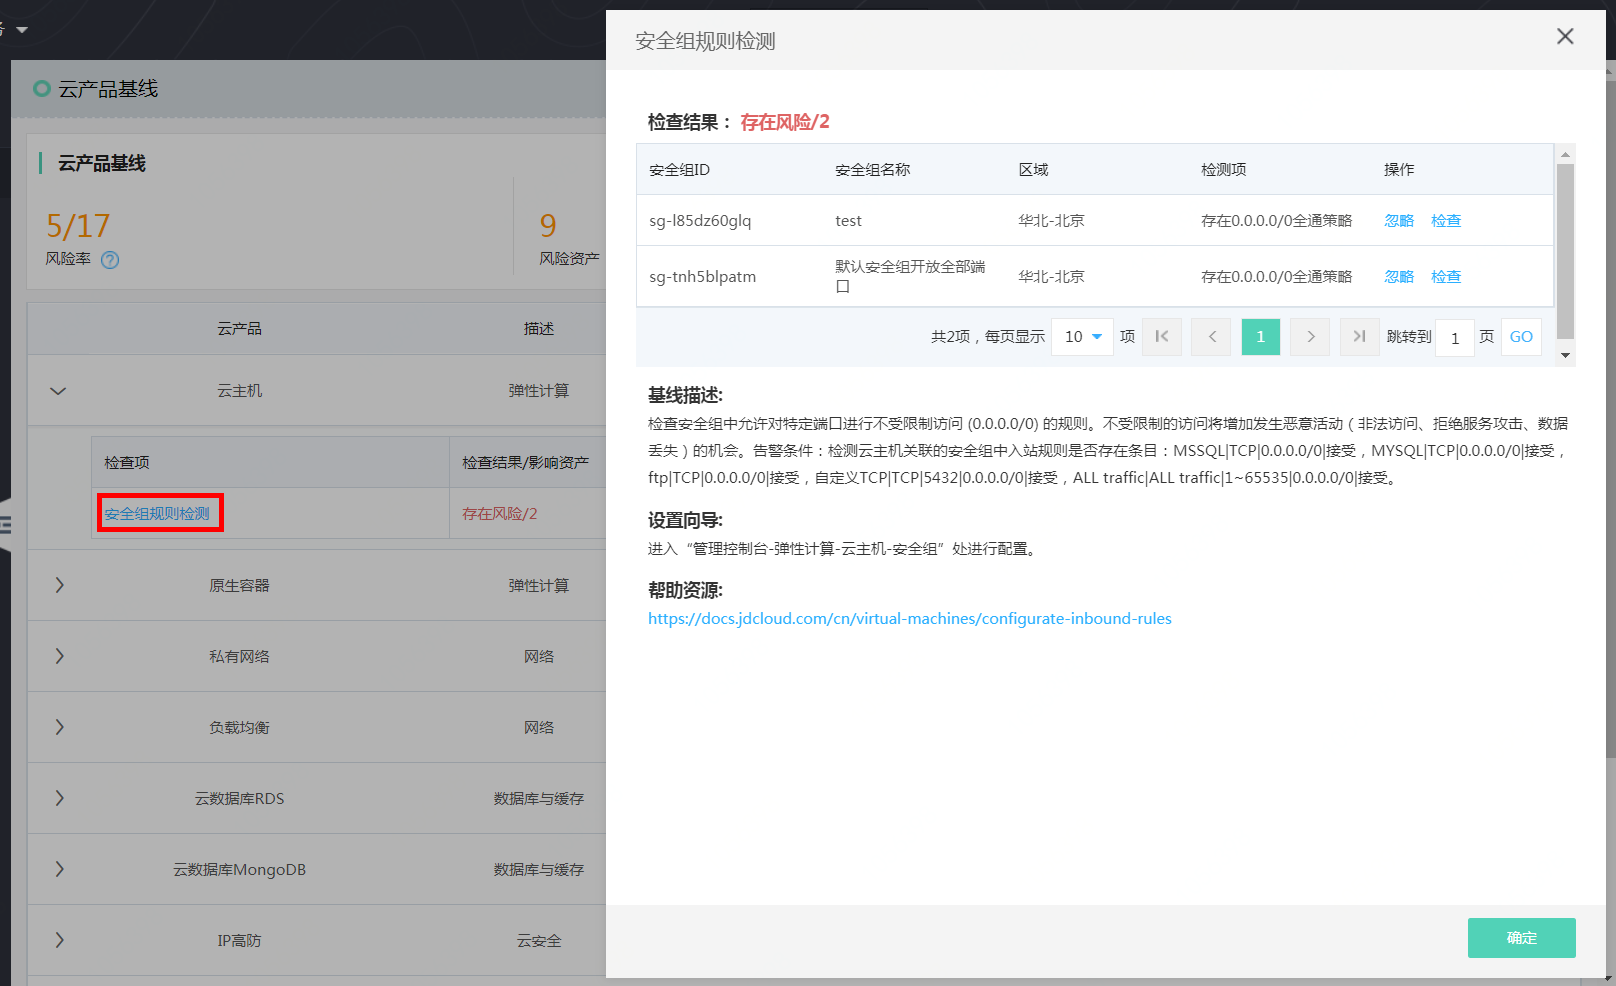 云产品基线
云产品基线
5/17
风险率
9
风险资产
云产品 描述
云主机 弹性计算
检查项 检查结果/影响资产
安全组规则检测 存在风险/2
原生容器 弹性计算
私有网络 网络
负载均衡 网络
云数据库RDS 数据库与缓存
云数据库MongoDB 数据库与缓存
IP高防 云安全
安全组规则检测
检查结果： 存在风险/2
安全组ID 安全组名称 区域 检测项 操作
sg-l85dz60glq test 华北-北京 存在0.0.0.0/0全通策略 忽略 检查
sg-tnh5blpatm 默认安全组开放全部端口 华北-北京 存在0.0.0.0/0全通策略 忽略 检查
共2项，每页显示 10 项 1 跳转到 1 页 GO
基线描述:
检查安全组中允许对特定端口进行不受限制访问 (0.0.0.0/0) 的规则。不受限制的访问将增加发生恶意活动（非法访问、拒绝服务攻击、数据
丢失）的机会。告警条件：检测云主机关联的安全组中入站规则是否存在条目：MSSQL|TCP|0.0.0.0/0|接受，MYSQL|TCP|0.0.0.0/0|接受，
ftp|TCP|0.0.0.0/0|接受，自定义TCP|TCP|5432|0.0.0.0/0|接受，ALL traffic|ALL traffic|1~65535|0.0.0.0/0|接受。
设置向导:
进入“管理控制台-弹性计算-云主机-安全组”处进行配置。
帮助资源:
https://docs.jdcloud.com/cn/virtual-machines/configurate-inbound-rules
确定